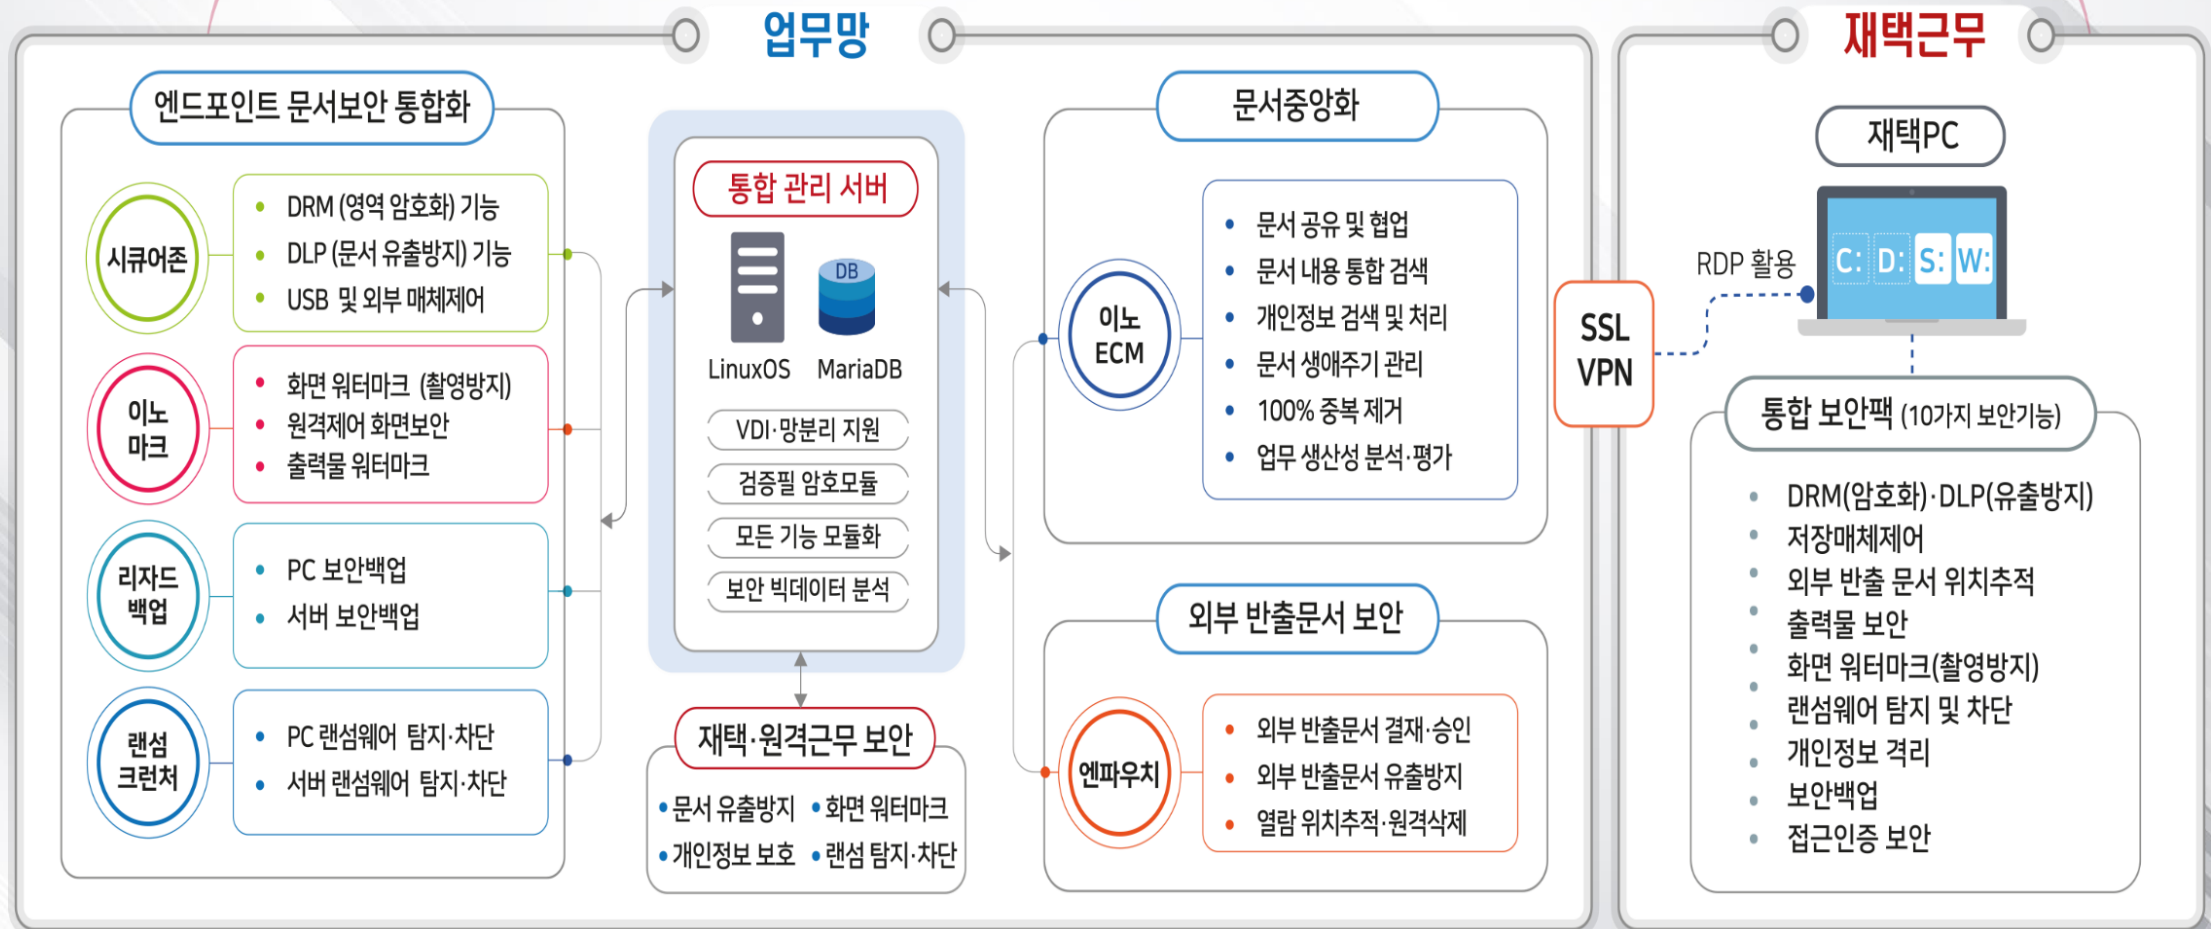 업무망
엔드포인트 문서보안 통합화
시큐어존
• DRM (영역 암호화) 기능
• DLP (문서 유출방지) 기능
• USB 및 외부 매체제어
이노
마크
• 화면 워터마크 (촬영방지)
• 원격제어 화면보안
• 출력물 워터마크
리자드
백업
• PC 보안백업
• 서버 보안백업
랜섬
크런처
• PC 랜섬웨어 탐지·차단
• 서버 랜섬웨어 탐지·차단
통합 관리 서버
DB
LinuxOS MariaDB
VDI·망분리 지원
검증필 암호모듈
모든 기능 모듈화
보안 빅데이터 분석
재택·원격근무 보안
• 문서 유출방지 • 화면 워터마크
• 개인정보 보호 • 랜섬 탐지·차단
문서중앙화
이노
ECM
• 문서 공유 및 협업
• 문서 내용 통합 검색
• 개인정보 검색 및 처리
• 문서 생애주기 관리
• 100% 중복 제거
• 업무 생산성 분석·평가
외부 반출문서 보안
엔파우치
• 외부 반출문서 결재·승인
• 외부 반출문서 유출방지
• 열람 위치추적·원격삭제
SSL
VPN
재택근무
재택PC
RDP 활용
C: D: S: W:
통합 보안팩 (10가지 보안기능)
• DRM(암호화)·DLP(유출방지)
• 저장매체제어
• 외부 반출 문서 위치추적
• 출력물 보안
• 화면 워터마크(촬영방지)
• 랜섬웨어 탐지 및 차단
• 개인정보 격리
• 보안백업
• 접근인증 보안